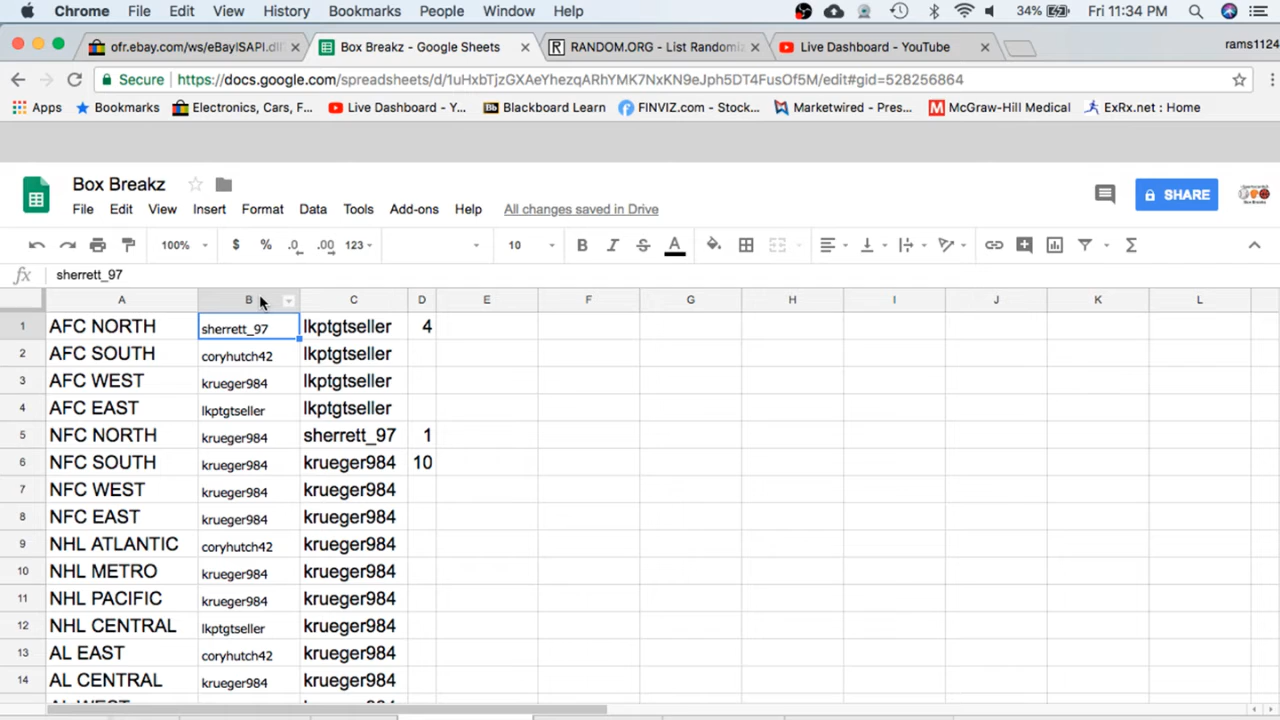 Chrome File Edit View History Bookmarks People Window Help 34% Fri 11:34 PM
ofr.ebay.com/ws/eBayISAPI.dll Box Breakz - Google Sheets RANDOM.ORG - List Randomiz Live Dashboard - YouTube rams1124
Secure https://docs.google.com/spreadsheets/d/1uHxbTjzGXAeYhezqARhYMK7NxKN9eJph5DT4FusOf5M/edit#gid=528256864
Apps Bookmarks Electronics, Cars, F... Live Dashboard - Y... Bb Blackboard Learn FINVIZ.com - Stock... Marketwired - Pres... M McGraw-Hill Medical ExRx.net : Home
Box Breakz
SHARE
File Edit View Insert Format Data Tools Add-ons Help All changes saved in Drive
100% $ % .0 .00 123 10 B I S A
fx sherrett_97
A B C D E F G H I J K L
1 AFC NORTH sherrett_97 lkptgtseller 4
2 AFC SOUTH coryhutch42 lkptgtseller
3 AFC WEST krueger984 lkptgtseller
4 AFC EAST lkptgtseller lkptgtseller
5 NFC NORTH krueger984 sherrett_97 1
6 NFC SOUTH krueger984 krueger984 10
7 NFC WEST krueger984 krueger984
8 NFC EAST krueger984 krueger984
9 NHL ATLANTIC coryhutch42 krueger984
10 NHL METRO krueger984 krueger984
11 NHL PACIFIC krueger984 krueger984
12 NHL CENTRAL lkptgtseller krueger984
13 AL EAST coryhutch42 krueger984
14 AL CENTRAL krueger984 krueger984